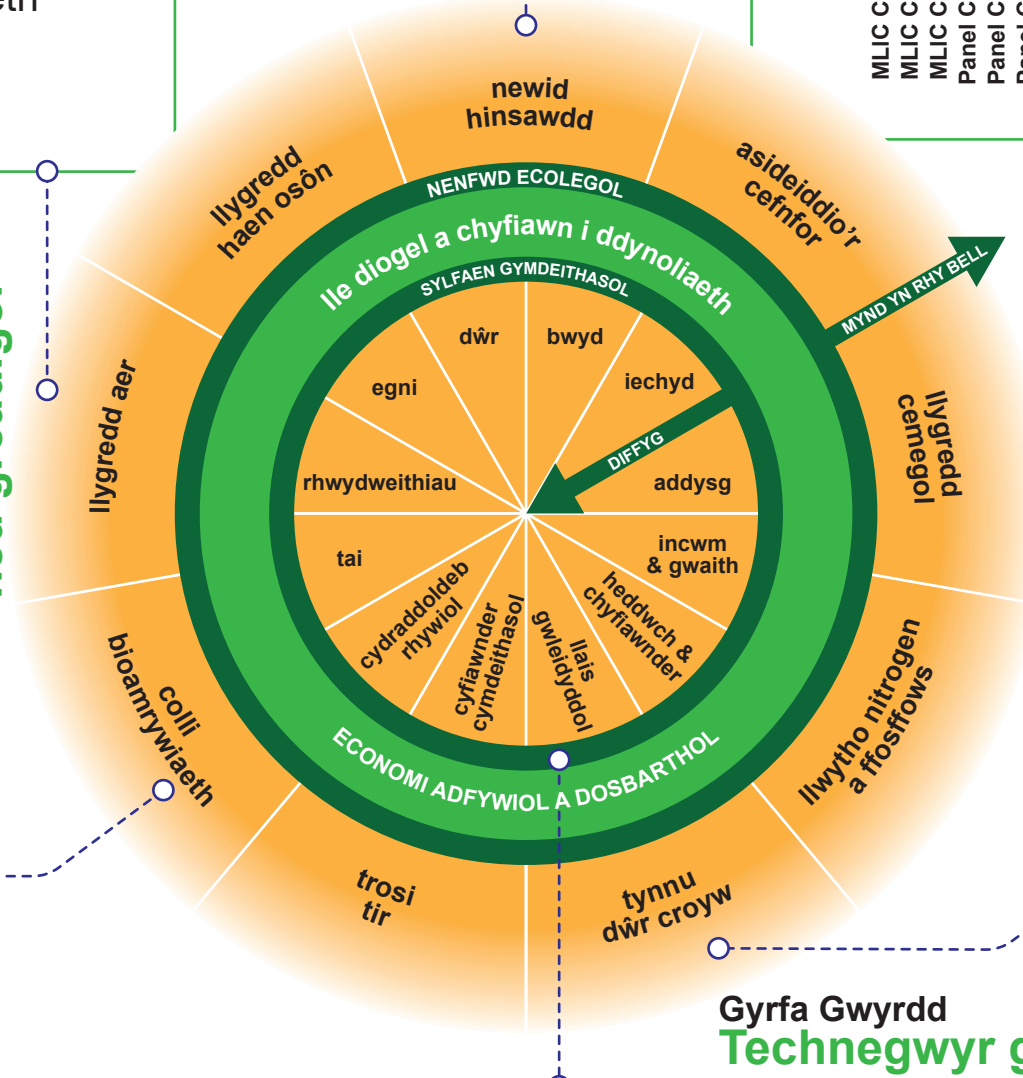 MLIC C
MLIC C
MLIC C
Panel C
Panel C
newid
hinsawdd
asideiddio’r
cefnfor
llygredd
haen osôn
NENFWD ECOLEGOL
lle diogel a chyfiawn i ddynoliaeth
SYLFAEN GYMDEITHASOL
MYND YN RHY BELL
dŵr
bwyd
egni
iechyd
llygredd aer
llygredd
cemegol
DIFFYG
rhwydweithiau
addysg
tai
incwm
& gwaith
cydraddoldeb
rhywiol
cyfiawnder
cymdeithasol
llais
gwleidyddol
heddwch &
chyfiawnder
colli
bioamrywiaeth
llwytho nitrogen
a ffosffows
ECONOMI ADFYWIOL A DOSBARTHOL
trosi
tir
tynnu
dŵr croyw
Gyrfa Gwyrdd
Technegwyr g